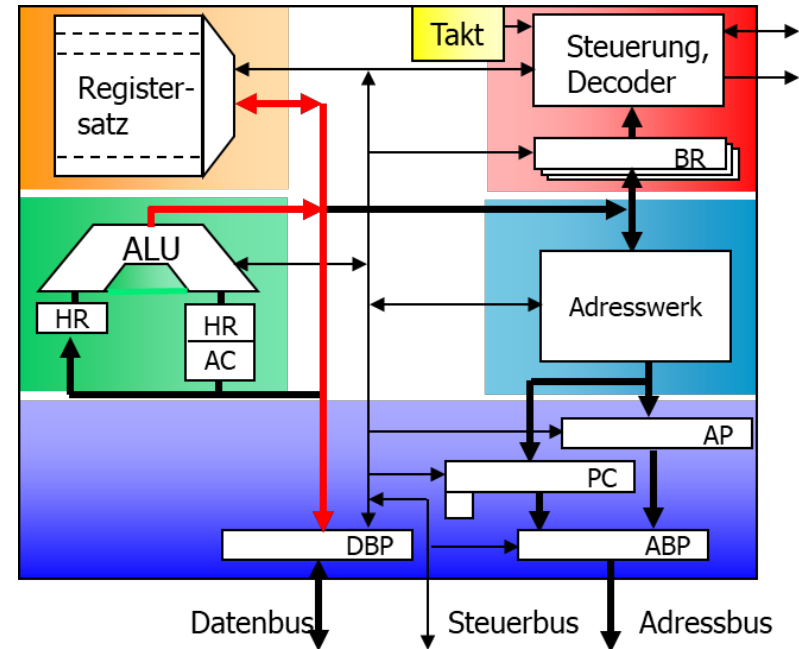 Takt
Steuerung,
Decoder
Register-
satz
BR
ALU
HR
HR
AC
Adresswerk
AP
PC
DBP
ABP
Datenbus
Steuerbus
Adressbus